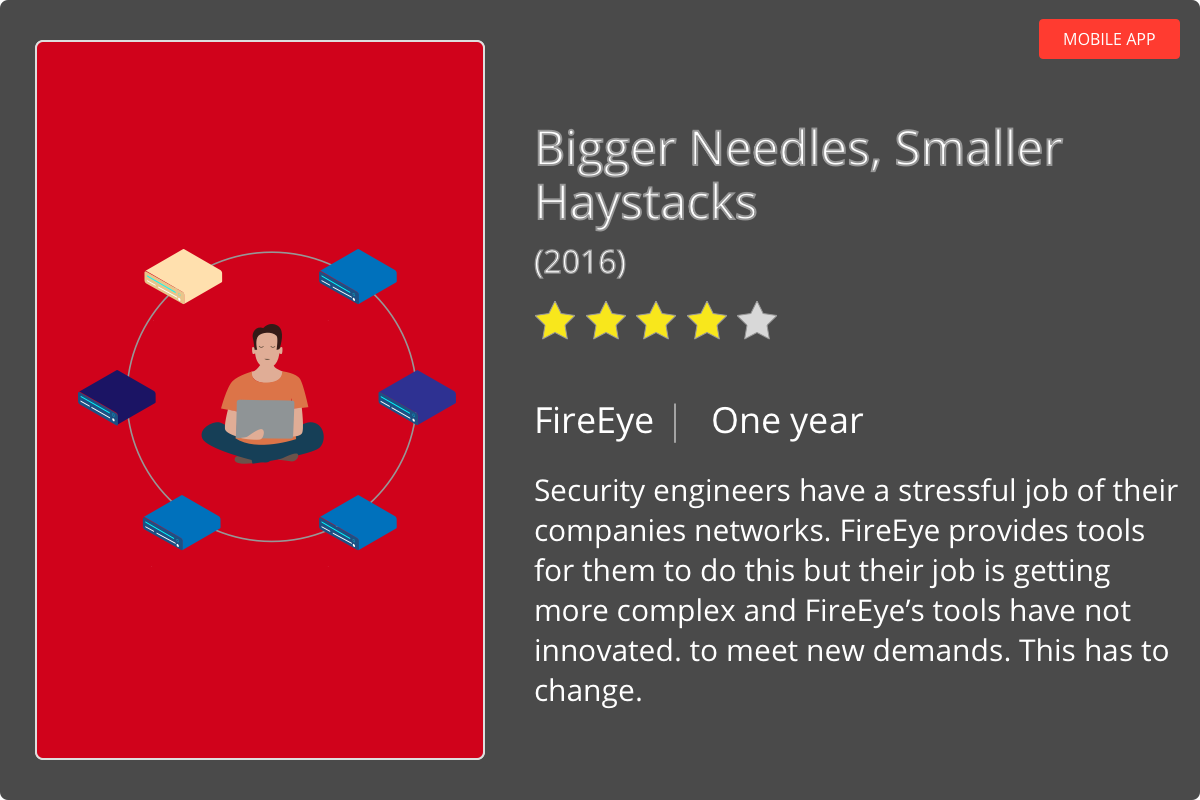 MOBILE APP
Bigger Needles, Smaller
Haystacks
(2016)
FireEye | One year
Security engineers have a stressful job of their
companies networks. FireEye provides tools
for them to do this but their job is getting
more complex and FireEye’s tools have not
innovated. to meet new demands. This has to
change.